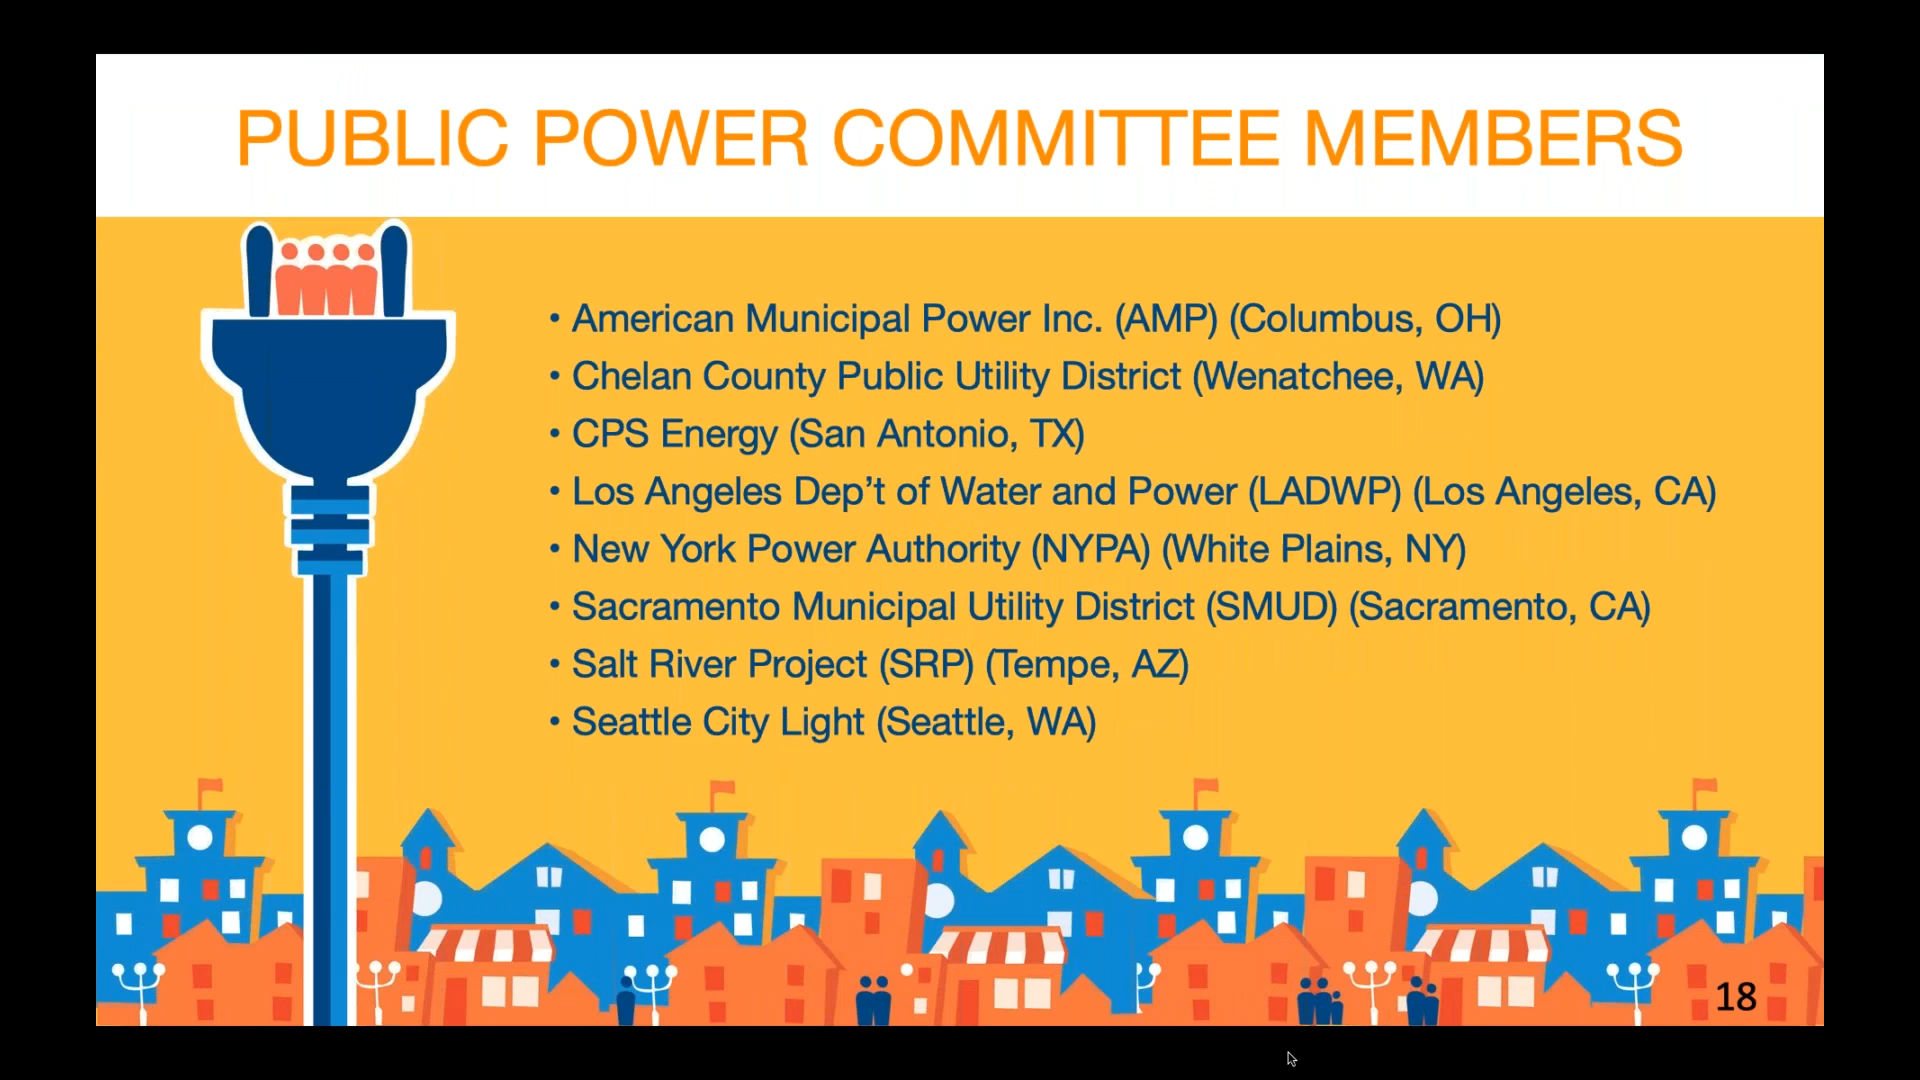 PUBLIC POWER COMMITTEE MEMBERS
• American Municipal Power Inc. (AMP) (Columbus, OH)
• Chelan County Public Utility District (Wenatchee, WA)
• CPS Energy (San Antonio, TX)
• Los Angeles Dep’t of Water and Power (LADWP) (Los Angeles, CA)
• New York Power Authority (NYPA) (White Plains, NY)
• Sacramento Municipal Utility District (SMUD) (Sacramento, CA)
• Salt River Project (SRP) (Tempe, AZ)
• Seattle City Light (Seattle, WA)
18